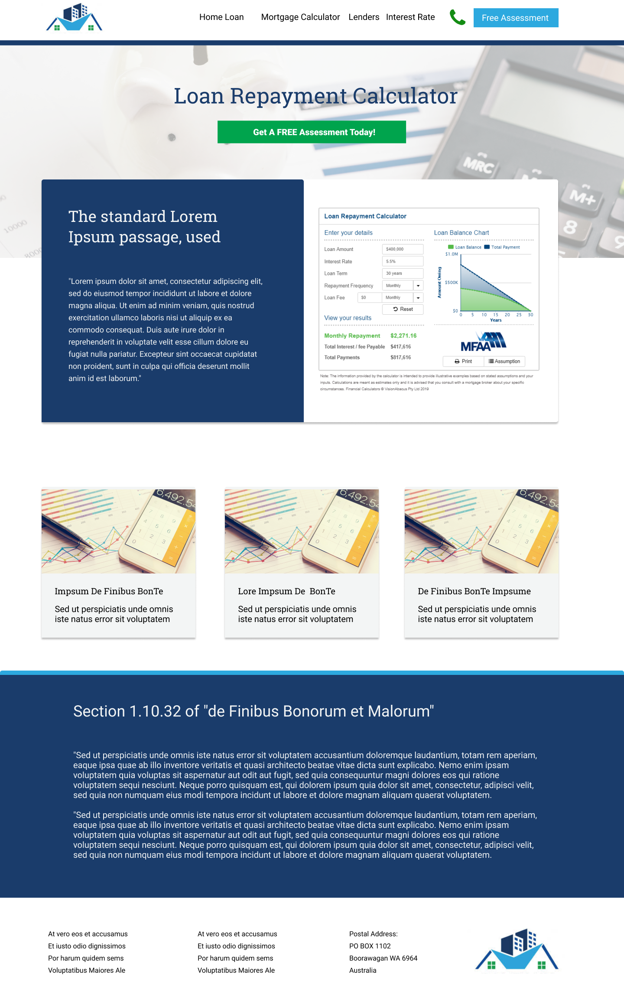 Home Loan
Mortgage Calculator
Lenders
Interest Rate
Free Assessment
Loan Repayment Calculator
Get A FREE Assessment Today!
MRC
M+
8
9
10000
The standard Lorem
Ipsum passage, used
"Lorem ipsum dolor sit amet, consectetur adipiscing elit,
sed do eiusmod tempor incididunt ut labore et dolore
magna aliqua. Ut enim ad minim veniam, quis nostrud
exercitation ullamco laboris nisi ut aliquip ex ea
commodo consequat. Duis aute irure dolor in
reprehenderit in voluptate velit esse cillum dolore eu
fugiat nulla pariatur. Excepteur sint occaecat cupidatat
non proident, sunt in culpa qui officia deserunt mollit
anim id est laborum."
Loan Repayment Calculator
Enter your details
Loan Amount $400,000
Interest Rate 5.5%
Loan Term 30 years
Repayment Frequency Monthly
Loan Fee $0 Monthly
Reset
View your results
Monthly Repayment $2,271.16
Total Interest / fee Payable $417,616
Total Payments $817,616
Loan Balance Chart
Loan Balance Total Payment
$1.0M
$500K
$0
Amount Owing
0 5 10 15 20 25 30
Years
MFAA
Print Assumption
Note: The information provided by the calculator is intended to provide illustrative examples based on stated assumptions and your
inputs. Calculations are meant as estimates only and it is advised that you consult with a mortgage broker about your specific
circumstances. Financial Calculators © VisionAbacus Pty Ltd 2019
6,492.54
6,492.54
6,492.54
Impsum De Finibus BonTe
Sed ut perspiciatis unde omnis
iste natus error sit voluptatem
Lore Impsum De  BonTe
Sed ut perspiciatis unde omnis
iste natus error sit voluptatem
De Finibus BonTe Impsume
Sed ut perspiciatis unde omnis
iste natus error sit voluptatem
Section 1.10.32 of "de Finibus Bonorum et Malorum"
"Sed ut perspiciatis unde omnis iste natus error sit voluptatem accusantium doloremque laudantium, totam rem aperiam,
eaque ipsa quae ab illo inventore veritatis et quasi architecto beatae vitae dicta sunt explicabo. Nemo enim ipsam
voluptatem quia voluptas sit aspernatur aut odit aut fugit, sed quia consequuntur magni dolores eos qui ratione
voluptatem sequi nesciunt. Neque porro quisquam est, qui dolorem ipsum quia dolor sit amet, consectetur, adipisci velit,
sed quia non numquam eius modi tempora incidunt ut labore et dolore magnam aliquam quaerat voluptatem.
"Sed ut perspiciatis unde omnis iste natus error sit voluptatem accusantium doloremque laudantium, totam rem aperiam,
eaque ipsa quae ab illo inventore veritatis et quasi architecto beatae vitae dicta sunt explicabo. Nemo enim ipsam
voluptatem quia voluptas sit aspernatur aut odit aut fugit, sed quia consequuntur magni dolores eos qui ratione
voluptatem sequi nesciunt. Neque porro quisquam est, qui dolorem ipsum quia dolor sit amet, consectetur, adipisci velit,
sed quia non numquam eius modi tempora incidunt ut labore et dolore magnam aliquam quaerat voluptatem.
At vero eos et accusamus
Et iusto odio dignissimos
Por harum quidem sems
Voluptatibus Maiores Ale
At vero eos et accusamus
Et iusto odio dignissimos
Por harum quidem sems
Voluptatibus Maiores Ale
Postal Address:
PO BOX 1102
Boorawagan WA 6964
Australia